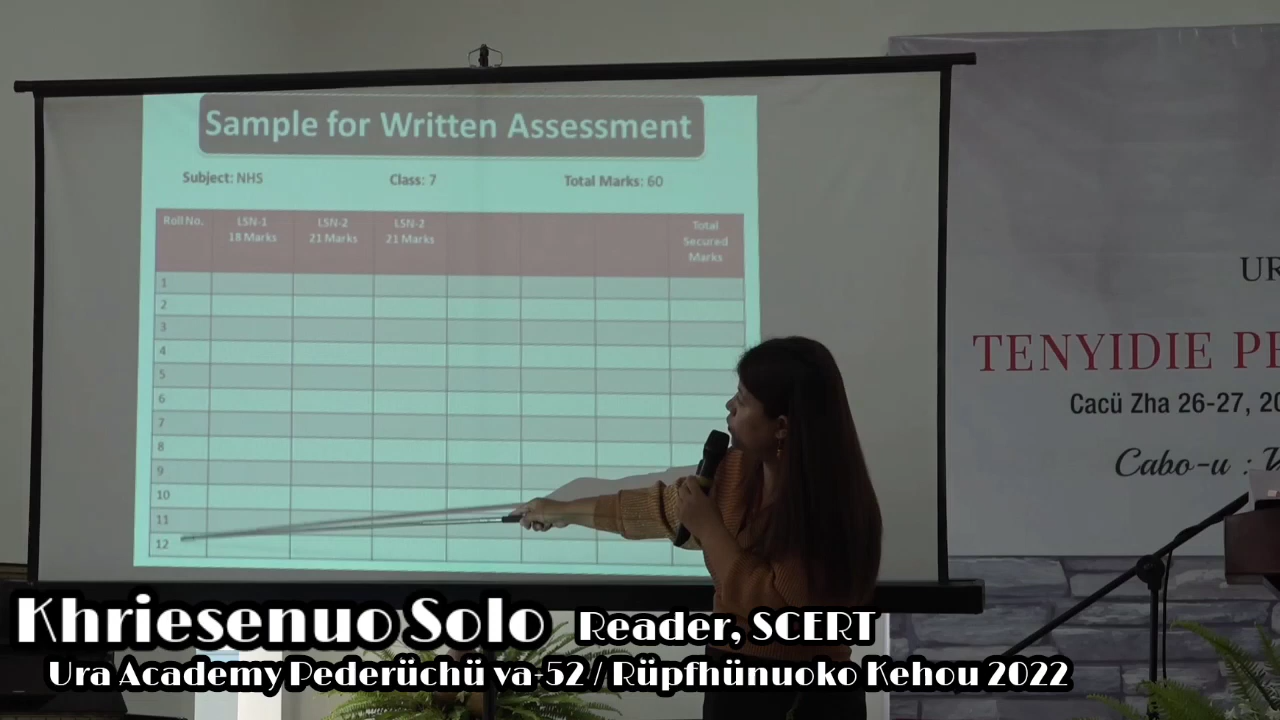 Sample for Written Assessment
Subject: NHS Class: 7 Total Marks: 60
Roll No. LSN-1 18 Marks LSN-2 21 Marks LSN-2 21 Marks Total Secured Marks
1
2
3
4
5
6
7
8
9
10
11
12
UR
TENYIDIE PE
Cacü Zha 26-27, 20
Cabo-u :
Khriesenuo Solo Reader, SCERT
Ura Academy Pederüchü va-52 / Rüpfhünuoko Kehou 2022